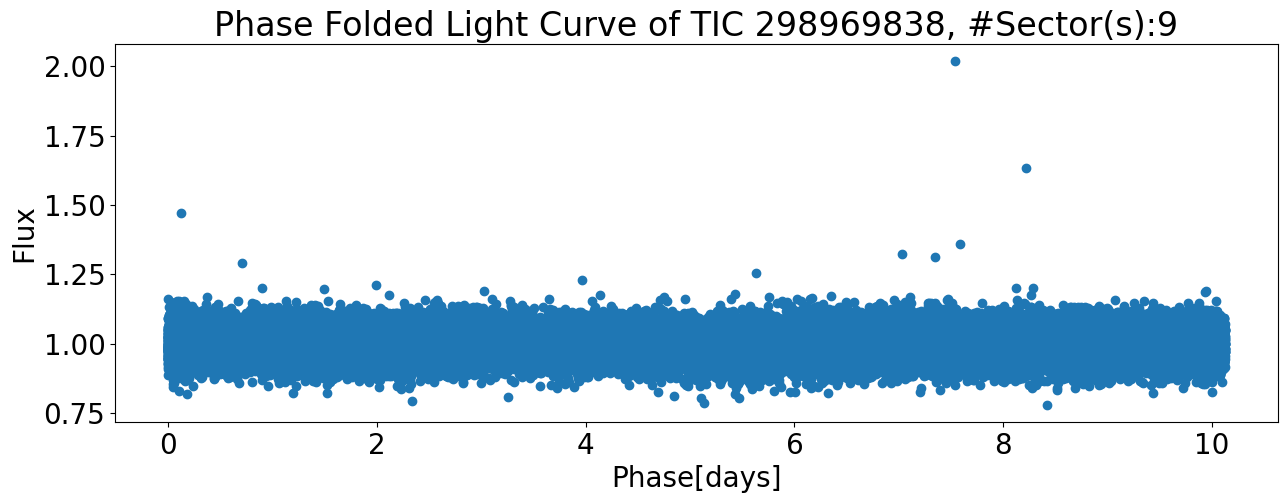 Phase Folded Light Curve of TIC 298969838, #Sector(s):9
2.00
1.75
1.50
1.25
1.00
0.75
Flux
0 2 4 6 8 10
Phase[days]